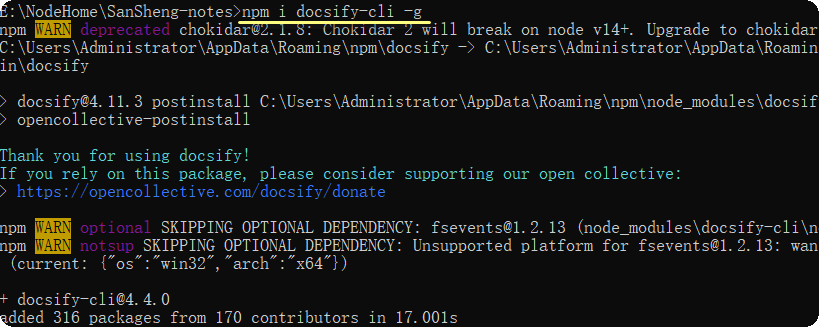 E:\NodeHome\SanSheng-notes>npm i docsify-cli -g
npm WARN deprecated chokidar@2.1.8: Chokidar 2 will break on node v14+. Upgrade to chokidar
C:\Users\Administrator\AppData\Roaming\npm\docsify -> C:\Users\Administrator\AppData\Roaming
in\docsify
> docsify@4.11.3 postinstall C:\Users\Administrator\AppData\Roaming\npm\node_modules\docsif
> opencollective-postinstall
Thank you for using docsify!
If you rely on this package, please consider supporting our open collective:
> https://opencollective.com/docsify/donate
npm WARN optional SKIPPING OPTIONAL DEPENDENCY: fsevents@1.2.13 (node_modules\docsify-cli\n
npm WARN notsup SKIPPING OPTIONAL DEPENDENCY: Unsupported platform for fsevents@1.2.13: wan
(current: {"os":"win32","arch":"x64"})
+ docsify-cli@4.4.0
added 316 packages from 170 contributors in 17.001s